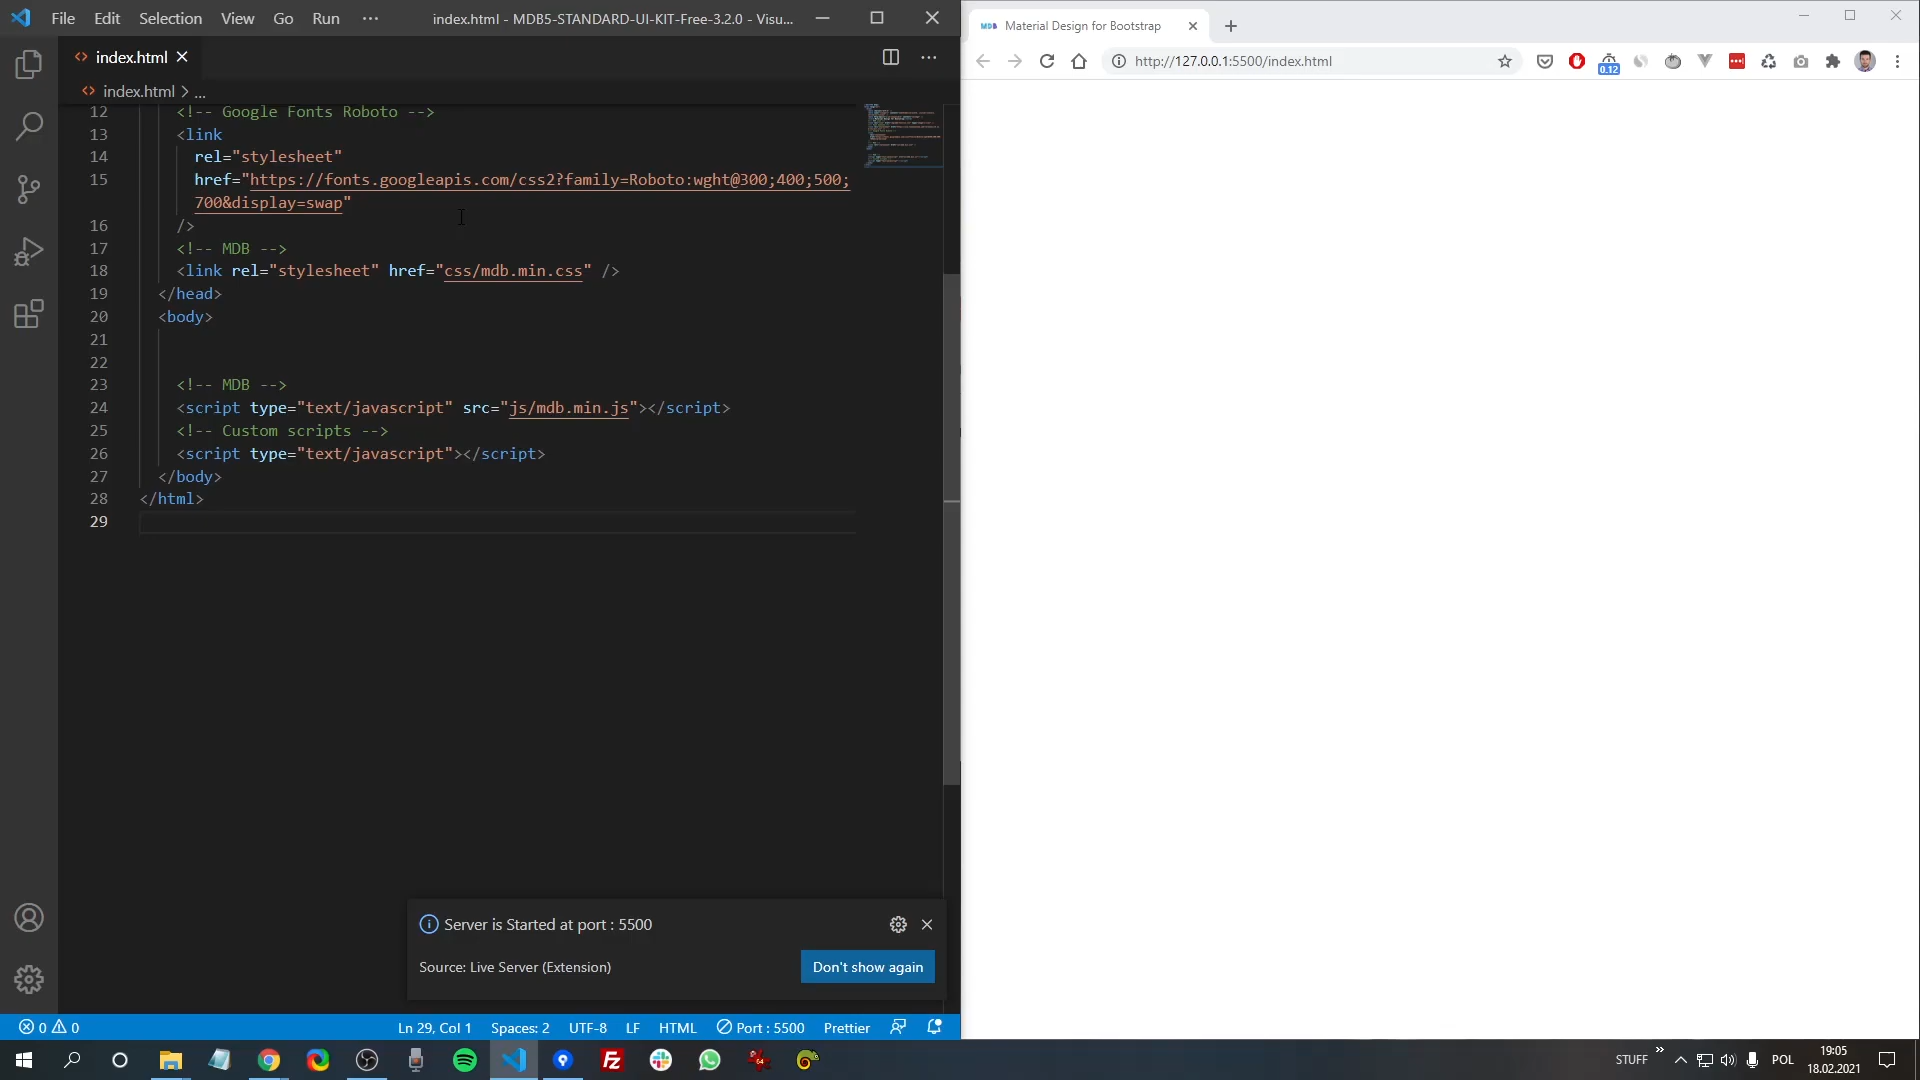 File Edit Selection View Go Run ··· index.html - MDB5-STANDARD-UI-KIT-Free-3.2.0 - Visu...
index.html
index.html > ...
12 <!-- Google Fonts Roboto -->
13 <link
14 rel="stylesheet"
15 href="https://fonts.googleapis.com/css2?family=Roboto:wght@300;400;500;
700&display=swap"
16 />
17 <!-- MDB -->
18 <link rel="stylesheet" href="css/mdb.min.css" />
19 </head>
20 <body>
21
22
23 <!-- MDB -->
24 <script type="text/javascript" src="js/mdb.min.js"></script>
25 <!-- Custom scripts -->
26 <script type="text/javascript"></script>
27 </body>
28 </html>
29
Server is Started at port : 5500
Source: Live Server (Extension)
Don't show again
0 0 Ln 29, Col 1 Spaces: 2 UTF-8 LF HTML Port : 5500 Prettier
MDB Material Design for Bootstrap
http://127.0.0.1:5500/index.html
0.12
STUFF » POL 19:05
18.02.2021